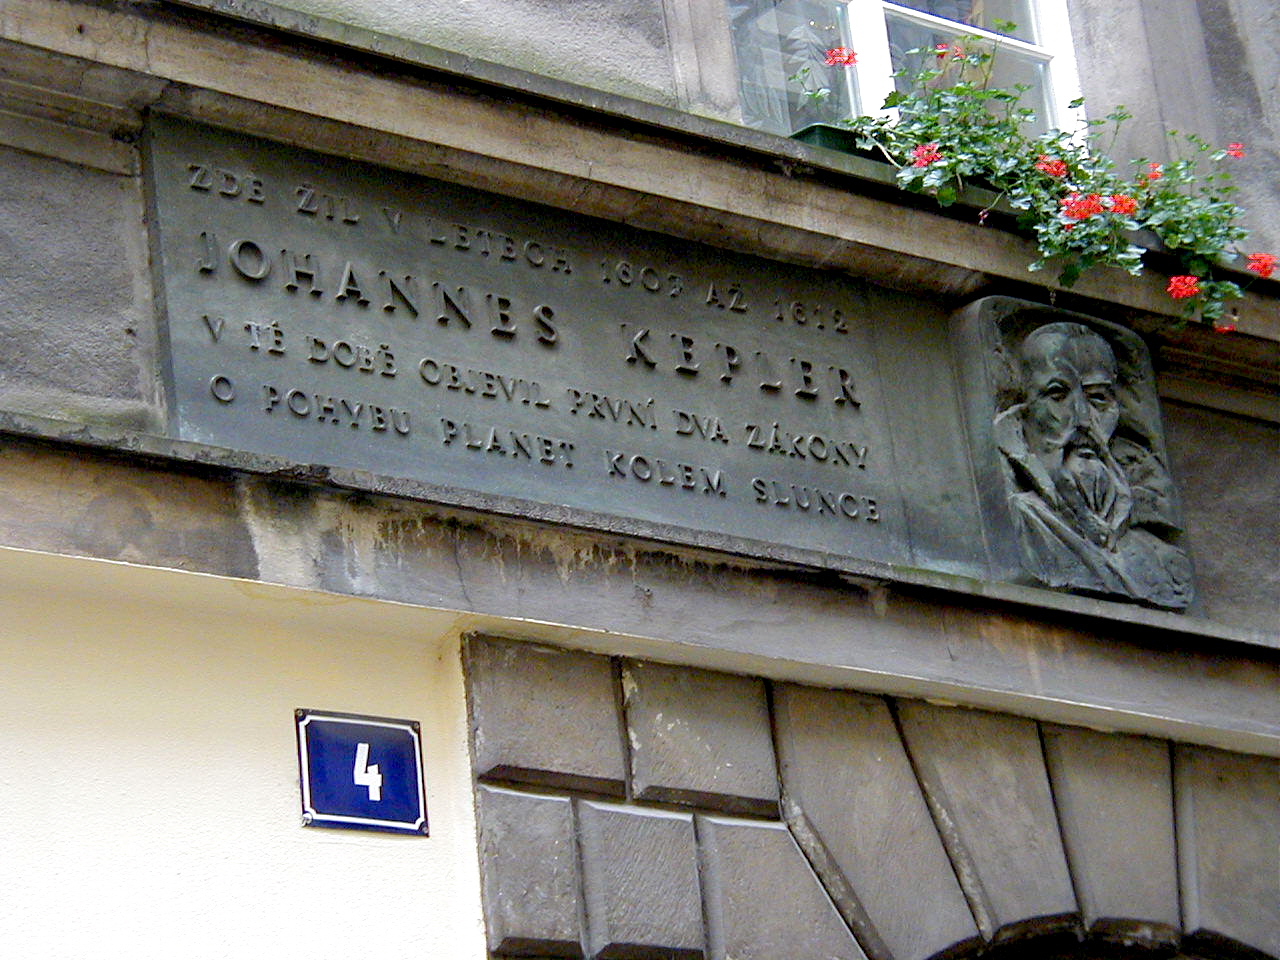 ZDE ŽIL V LETECH 1607 AŽ 1612
JOHANNES KEPLER
V TÉ DOBĚ OBJEVIL PRVNÍ DVA ZÁKONY
O POHYBU PLANET KOLEM SLUNCE
4